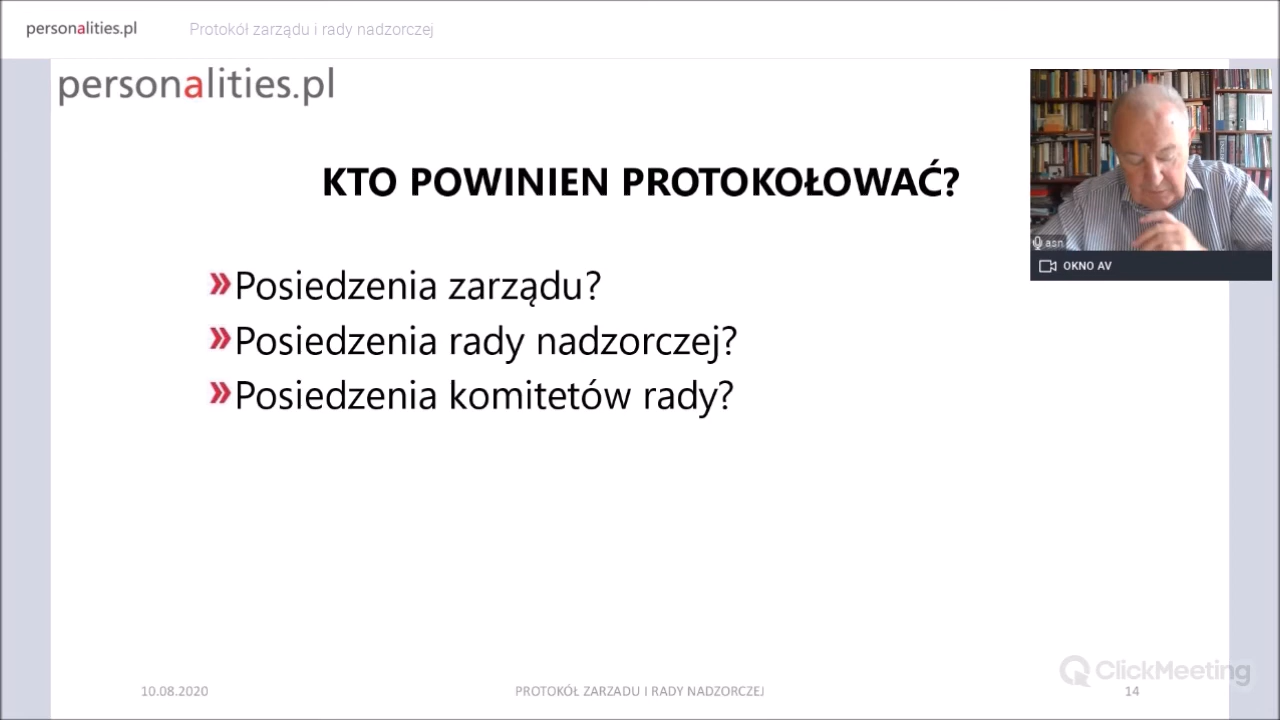 personalities.pl
Protokół zarządu i rady nadzorczej
personalities.pl
KTO POWINIEN PROTOKOŁOWAĆ?
Posiedzenia zarządu?
Posiedzenia rady nadzorczej?
Posiedzenia komitetów rady?
asn
OKNO AV
ClickMeeting
10.08.2020
PROTOKÓŁ ZARZADU I RADY NADZORCZEJ
14